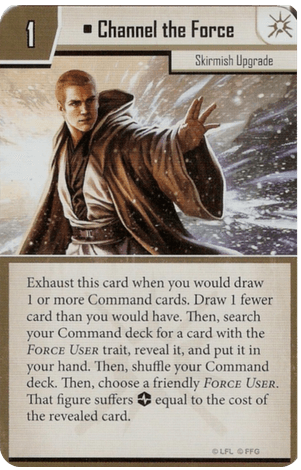 1
Channel the Force
Skirmish Upgrade
Exhaust this card when you would draw
1 or more Command cards. Draw 1 fewer
card than you would have. Then, search
your Command deck for a card with the
FORCE USER trait, reveal it, and put it in
your hand. Then, shuffle your Command
deck. Then, choose a friendly FORCE USER.
That figure suffers equal to the cost
of the revealed card.
© LFL © FFG